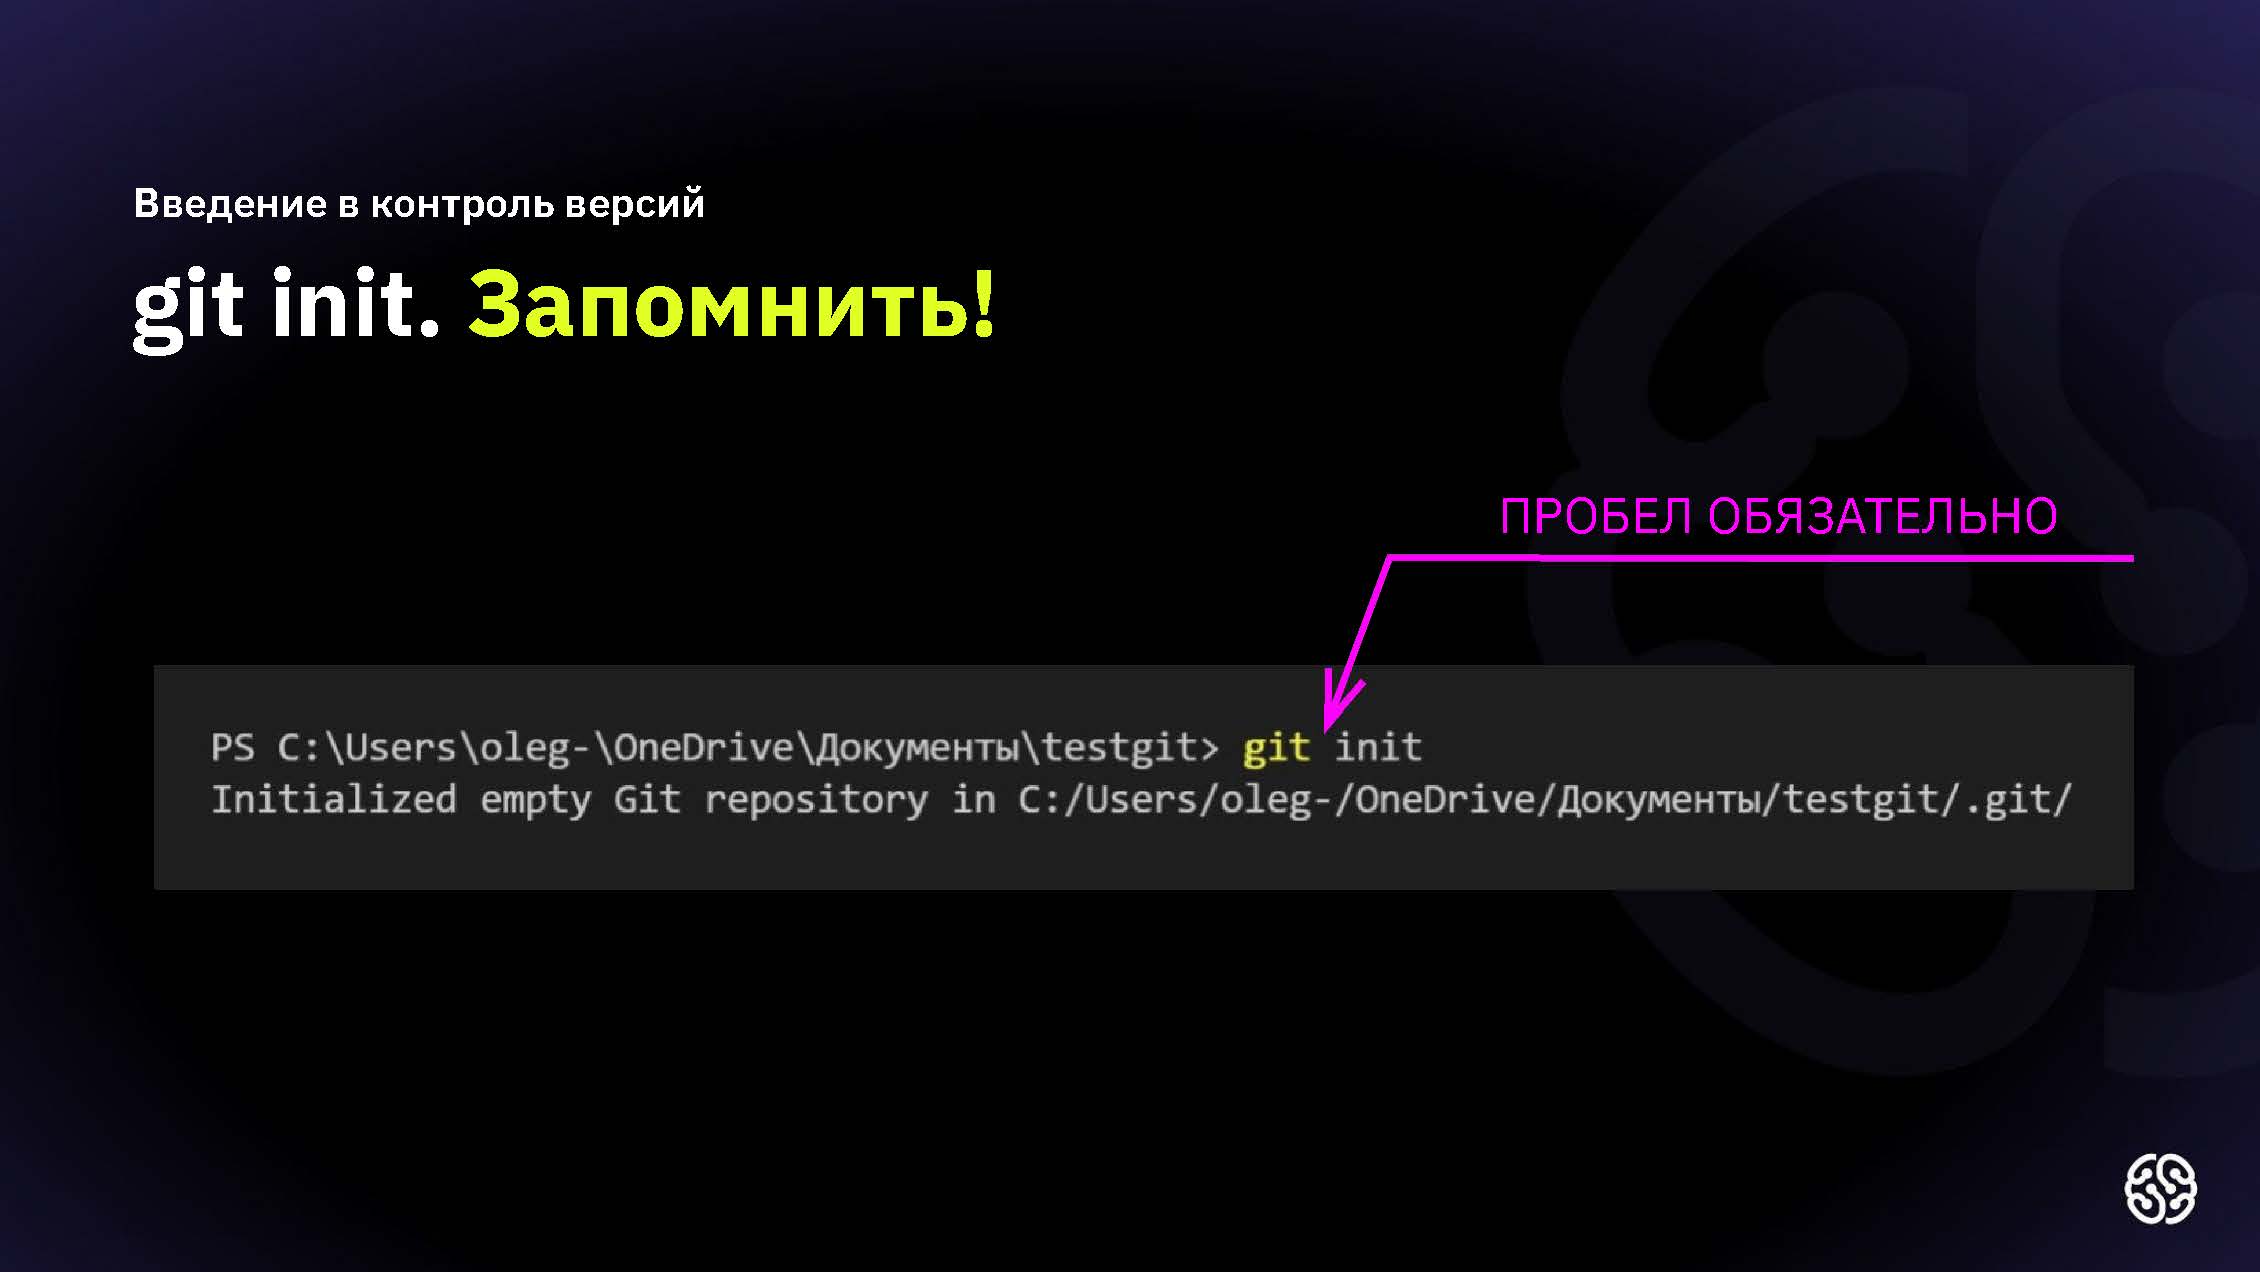 Введение в контроль версий
git init. Запомнить!
ПРОБЕЛ ОБЯЗАТЕЛЬНО
PS C:\Users\oleg-\OneDrive\Документы\testgit> git init
Initialized empty Git repository in C:/Users/oleg-/OneDrive/Документы/testgit/.git/